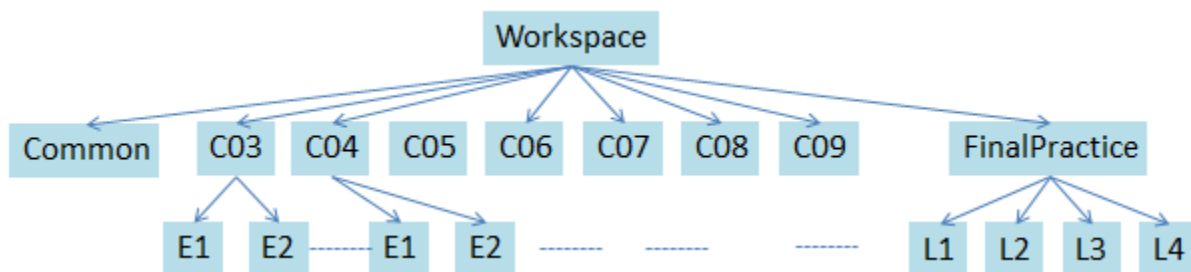 Workspace
Common C03 C04 C05 C06 C07 C08 C09 FinalPractice
E1 E2 E1 E2 L1 L2 L3 L4